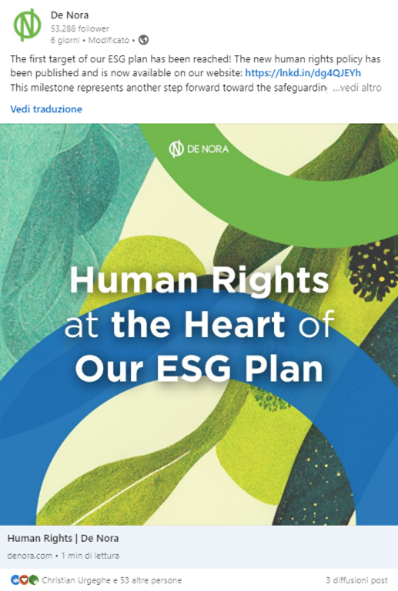 De Nora
53.288 follower
6 giorni • Modificato •
The first target of our ESG plan has been reached! The new human rights policy has
been published and is now available on our website: https://lnkd.in/dg4QJEYh
This milestone represents another step forward toward the safeguardin ...vedi altro
Vedi traduzione
DE NORA
Human Rights
at the Heart of
Our ESG Plan
Human Rights | De Nora
denora.com • 1 min di lettura
Christian Urgeghe e 53 altre persone
3 diffusioni post